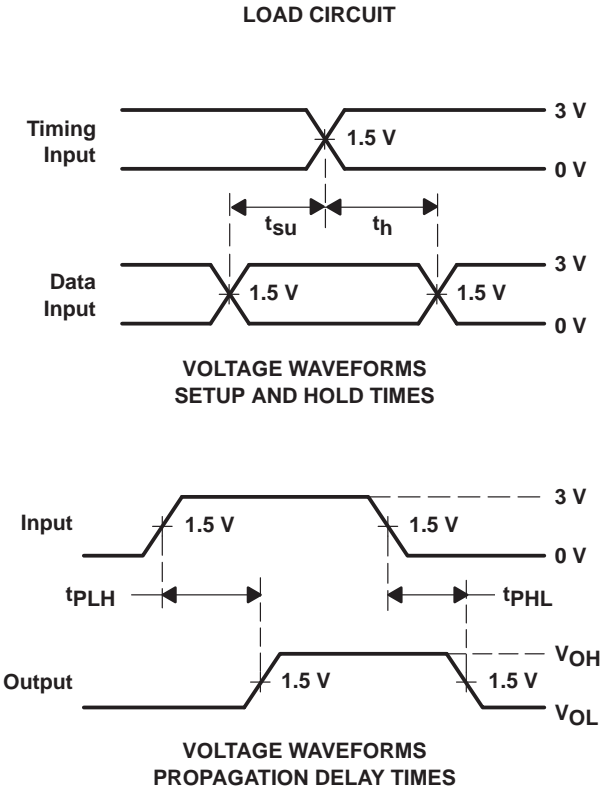 LOAD CIRCUIT
3 V
Timing
Input
1.5 V
0 V
tsu
th
3 V
Data
Input
1.5 V
1.5 V
0 V
VOLTAGE WAVEFORMS
SETUP AND HOLD TIMES
3 V
Input
1.5 V
1.5 V
0 V
tPLH
tPHL
VOH
Output
1.5 V
1.5 V
VOL
VOLTAGE WAVEFORMS
PROPAGATION DELAY TIMES